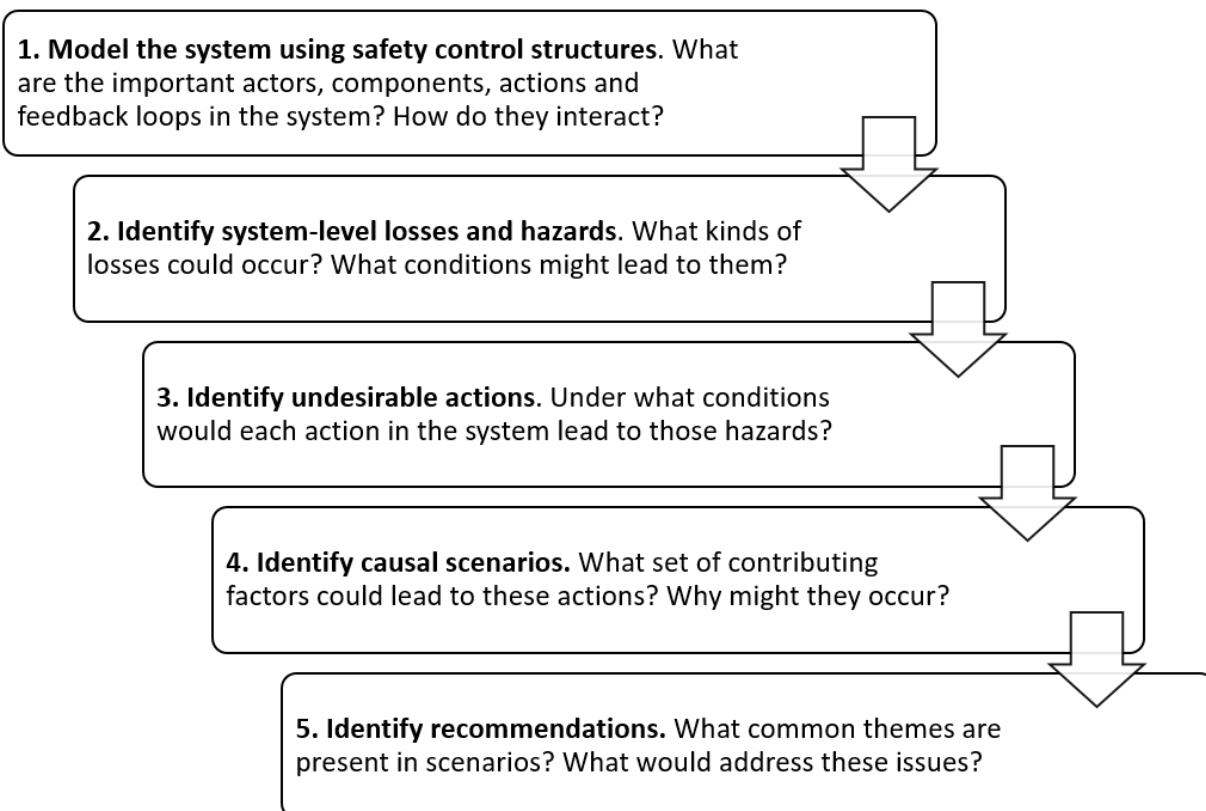 1. Model the system using safety control structures. What
are the important actors, components, actions and
feedback loops in the system? How do they interact?
2. Identify system-level losses and hazards. What kinds of
losses could occur? What conditions might lead to them?
3. Identify undesirable actions. Under what conditions
would each action in the system lead to those hazards?
4. Identify causal scenarios. What set of contributing
factors could lead to these actions? Why might they occur?
5. Identify recommendations. What common themes are
present in scenarios? What would address these issues?